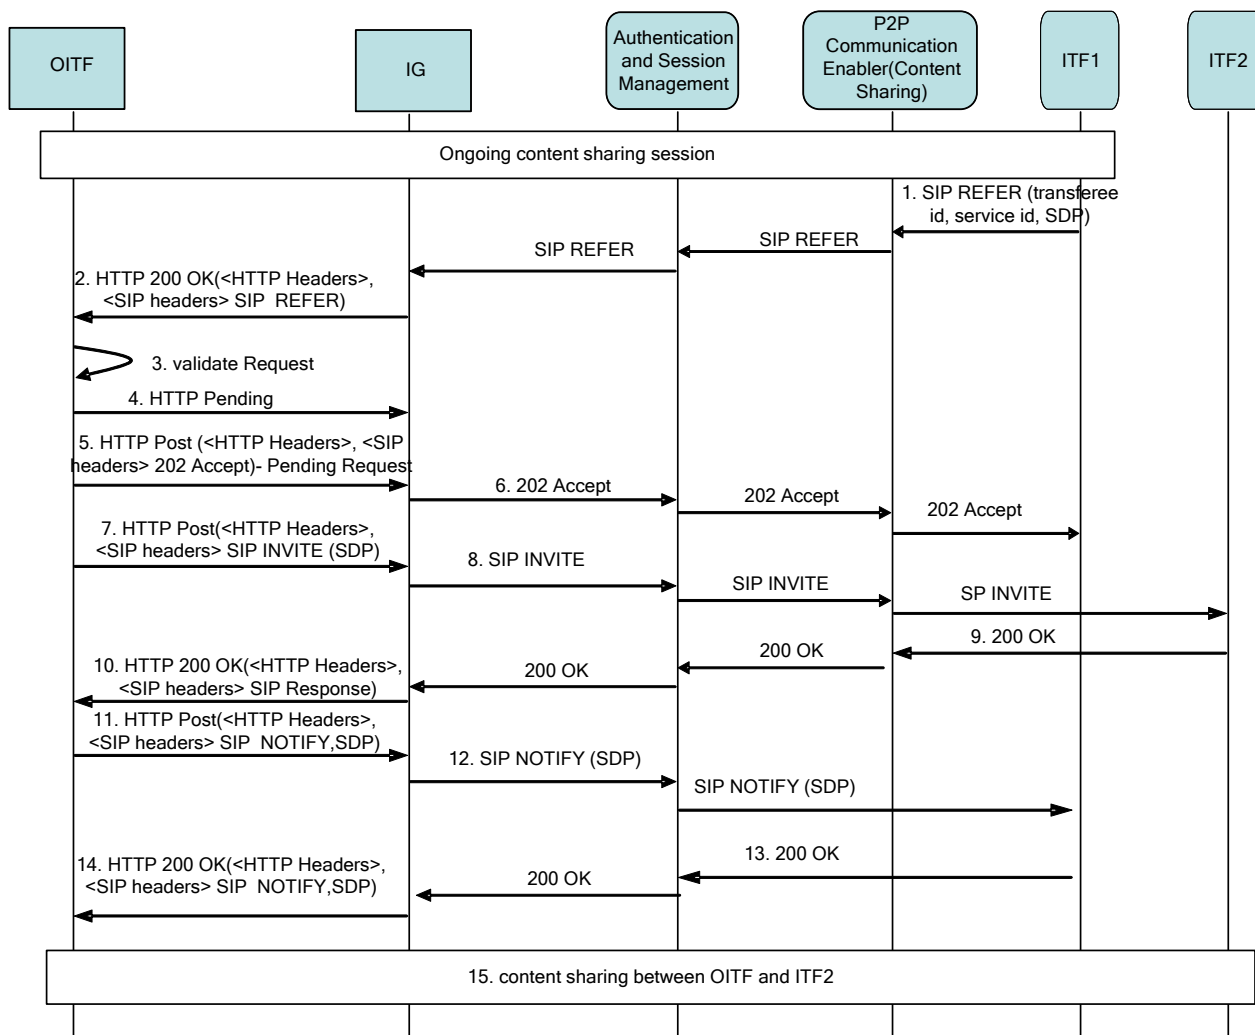 OITF
IG
Authentication
and Session
Management
P2P
Communication
Enabler(Content
Sharing)
ITF1
ITF2
Ongoing content sharing session
1. SIP REFER (transferee
id, service id, SDP)
SIP REFER
SIP REFER
2. HTTP 200 OK(<HTTP Headers>,
<SIP headers> SIP  REFER)
3. validate Request
4. HTTP Pending
5. HTTP Post (<HTTP Headers>, <SIP
headers> 202 Accept)- Pending Request
6. 202 Accept
202 Accept
202 Accept
7. HTTP Post(<HTTP Headers>,
<SIP headers> SIP INVITE (SDP)
8. SIP INVITE
SIP INVITE
SP INVITE
9. 200 OK
200 OK
200 OK
10. HTTP 200 OK(<HTTP Headers>,
<SIP headers> SIP Response)
11. HTTP Post(<HTTP Headers>,
<SIP headers> SIP  NOTIFY,SDP)
12. SIP NOTIFY (SDP)
SIP NOTIFY (SDP)
13. 200 OK
200 OK
14. HTTP 200 OK(<HTTP Headers>,
<SIP headers> SIP  NOTIFY,SDP)
15. content sharing between OITF and ITF2